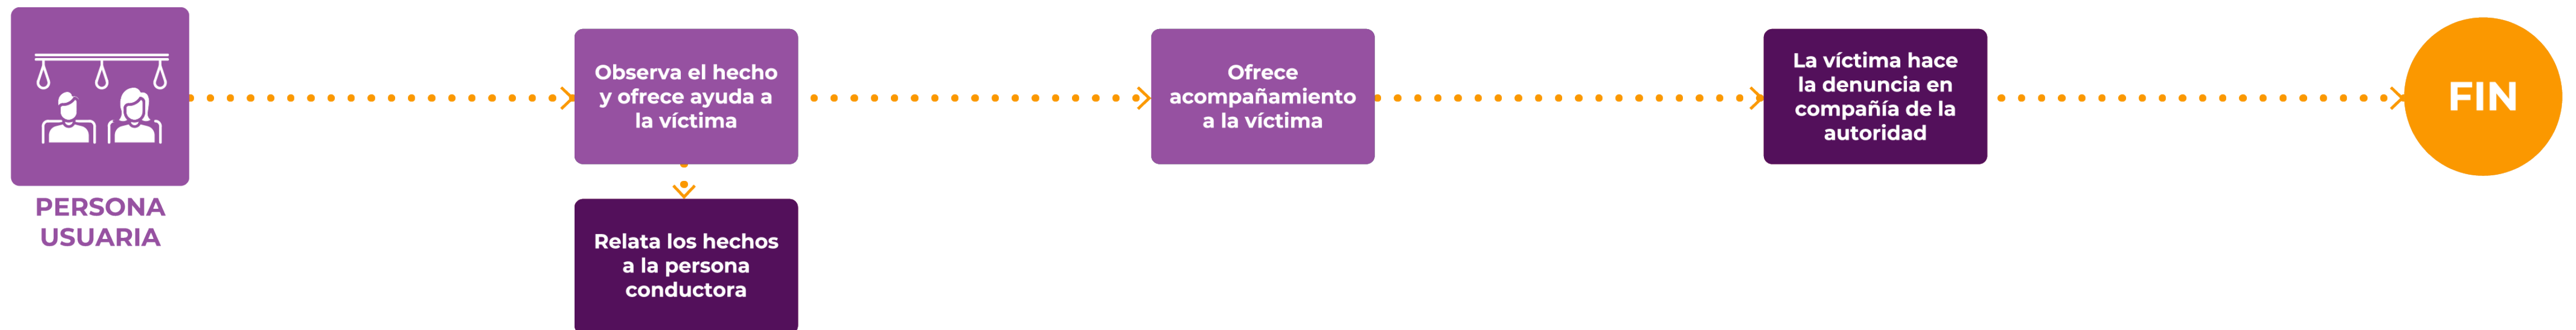 PERSONA
USUARIA
Observa el hecho
y ofrece ayuda a
la víctima
Relata los hechos
a la persona
conductora
Ofrece
acompañamiento
a la víctima
La víctima hace
la denuncia en
compañía de la
autoridad
FIN